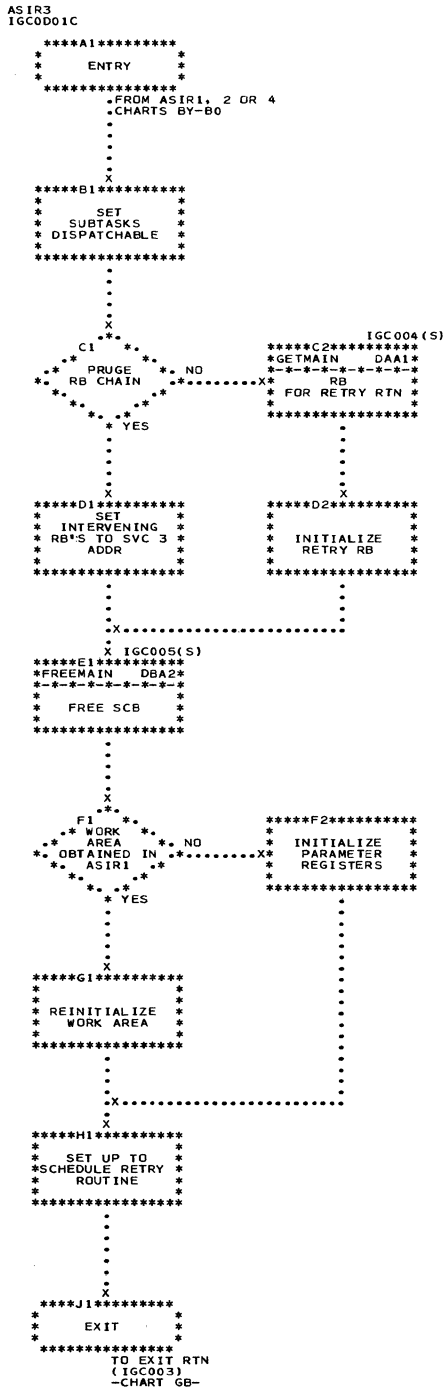 ASIR3
IGC0D01C
A1
ENTRY
FROM ASIR1, 2 OR 4
CHARTS BY-B0
B1
SET
SUBTASKS
DISPATCHABLE
C1
PRUGE
RB CHAIN
NO
YES
IGC004(S)
C2
GETMAIN DAA1
RB
FOR RETRY RTN
D1
SET
INTERVENING
RB'S TO SVC 3
ADDR
D2
INITIALIZE
RETRY RB
IGC005(S)
E1
FREEMAIN DBA2
FREE SCB
F1
WORK
AREA
OBTAINED IN
ASIR1
NO
YES
F2
INITIALIZE
PARAMETER
REGISTERS
G1
REINITIALIZE
WORK AREA
H1
SET UP TO
SCHEDULE RETRY
ROUTINE
J1
EXIT
TO EXIT RTN
(IGC003)
-CHART GB-